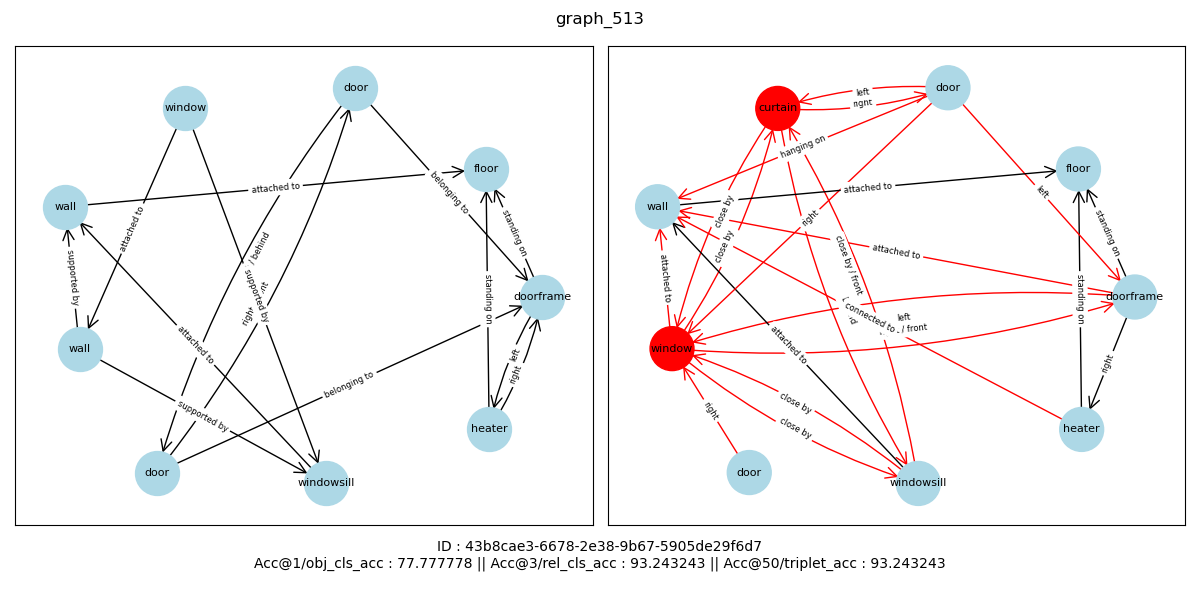 graph_513
door
window
floor
attached to
wall
belonging to
standing on
attached to
/ behind
supported by
doorframe
supported by
standing on
right
attached to
left
wall
right
belonging to
supported by
heater
door
windowsill
door
left
curtain
right
hanging on
floor
attached to
left
wall
close by
right
standing on
close by
attached to
close by / front
attached to
doorframe
standing on
connected to
left
/ front
window
attached to
right
close by
right
close by
heater
door
windowsill
ID : 43b8cae3-6678-2e38-9b67-5905de29f6d7
Acc@1/obj_cls_acc : 77.777778 || Acc@3/rel_cls_acc : 93.243243 || Acc@50/triplet_acc : 93.243243